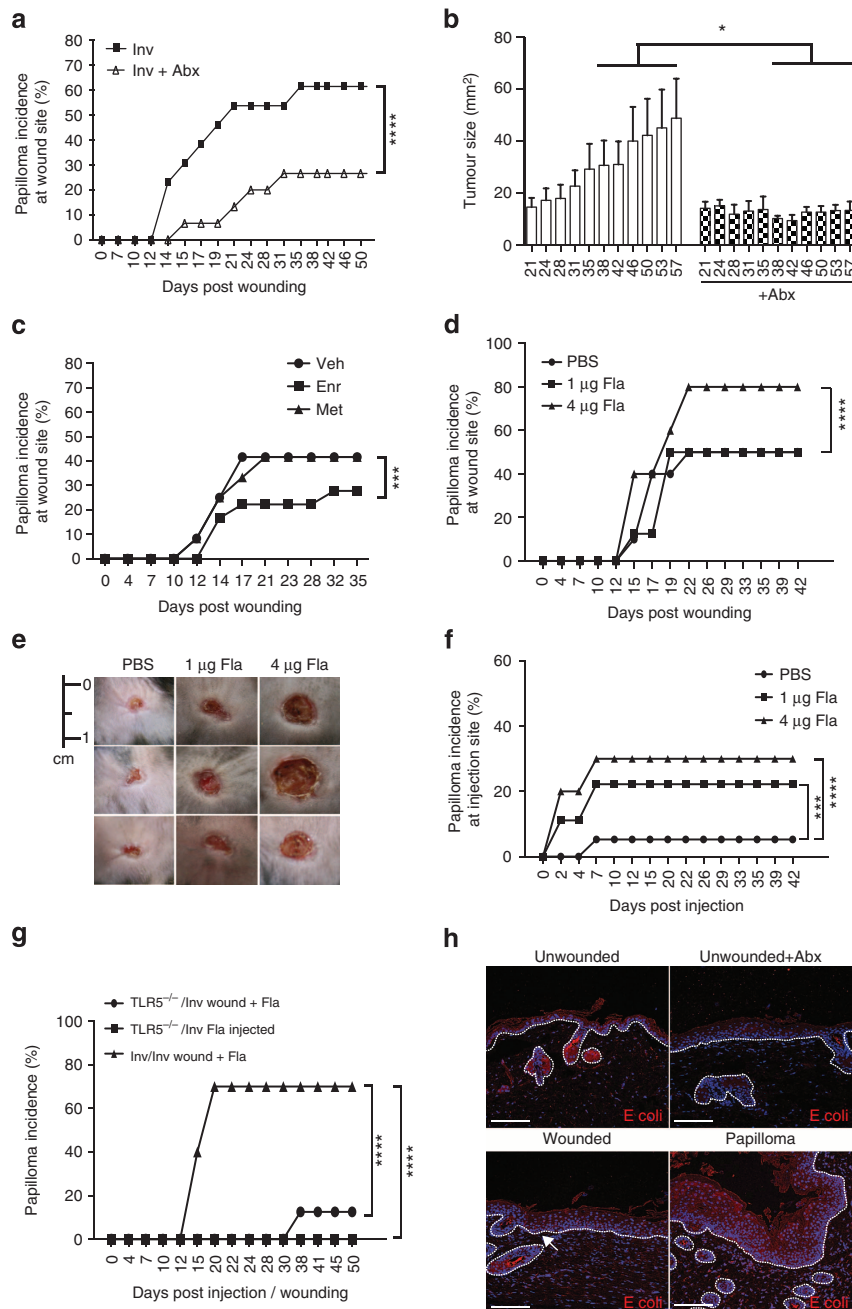 a
80
70
60
50
40
30
20
10
0
Papilloma incidence
at wound site (%)
Inv
Inv + Abx
****
0 7 10 12 14 15 17 19 21 24 28 31 35 38 42 46 50
Days post wounding
b
*
80
60
40
20
0
Tumour size (mm²)
21 24 28 31 35 38 42 46 50 53 57
21 24 28 31 35 38 42 46 50 53 57
+Abx
c
Veh
Enr
Met
80
70
60
50
40
30
20
10
0
Papilloma incidence
at wound site (%)
***
0 4 7 10 12 14 17 21 23 28 32 35
Days post wounding
d
PBS
1 µg Fla
4 µg Fla
100
80
60
40
20
0
Papilloma incidence
at wound site (%)
****
0 4 7 10 12 15 17 19 22 26 29 33 35 39 42
Days post wounding
e
PBS 1 µg Fla 4 µg Fla
0
1
cm
f
PBS
1 µg Fla
4 µg Fla
60
40
20
0
Papilloma incidence
at injection site (%)
***
****
0 2 4 7 10 12 15 20 22 26 29 33 35 39 42
Days post injection
g
TLR5⁻/⁻ /Inv wound + Fla
TLR5⁻/⁻ /Inv Fla injected
Inv/Inv wound + Fla
100
80
60
40
20
0
Papilloma incidence (%)
****
****
0 4 7 10 12 15 20 22 26 28 30 38 41 45 50
Days post injection / wounding
h
Unwounded Unwounded+Abx
E coli E coli
Wounded Papilloma
E coli E coli